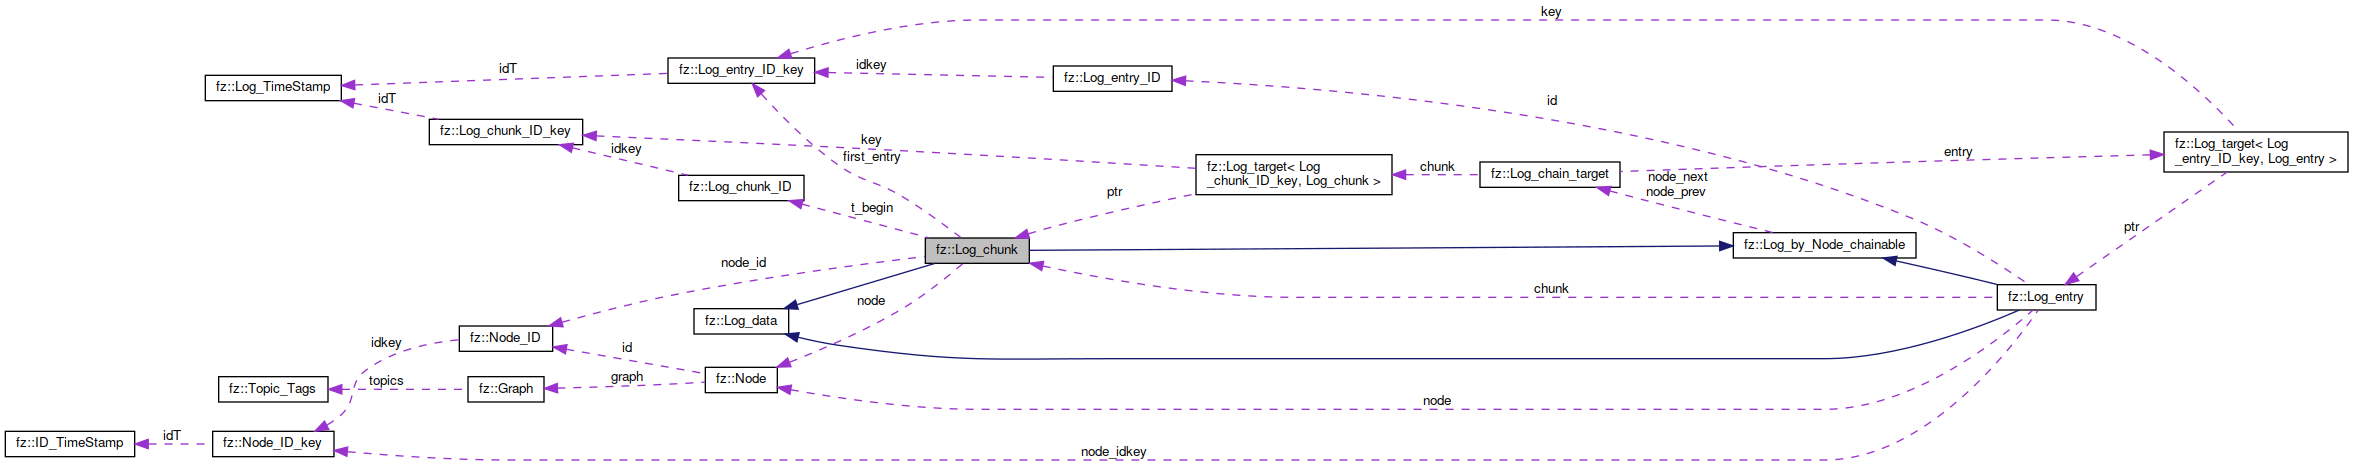 key
fz::Log_entry_ID_key
idkey
fz::Log_entry_ID
idT
fz::Log_TimeStamp
idT
id
fz::Log_chunk_ID_key
key
fz::Log_target< Log
_entry_ID_key, Log_entry >
idkey
first_entry
fz::Log_target< Log
_chunk_ID_key, Log_chunk >
chunk
fz::Log_chain_target
entry
node_next
node_prev
fz::Log_chunk_ID
ptr
t_begin
ptr
fz::Log_chunk
fz::Log_by_Node_chainable
node_id
chunk
fz::Log_entry
node
fz::Log_data
fz::Node_ID
idkey
id
fz::Node
graph
fz::Graph
topics
fz::Topic_Tags
node
fz::ID_TimeStamp
idT
fz::Node_ID_key
node_idkey